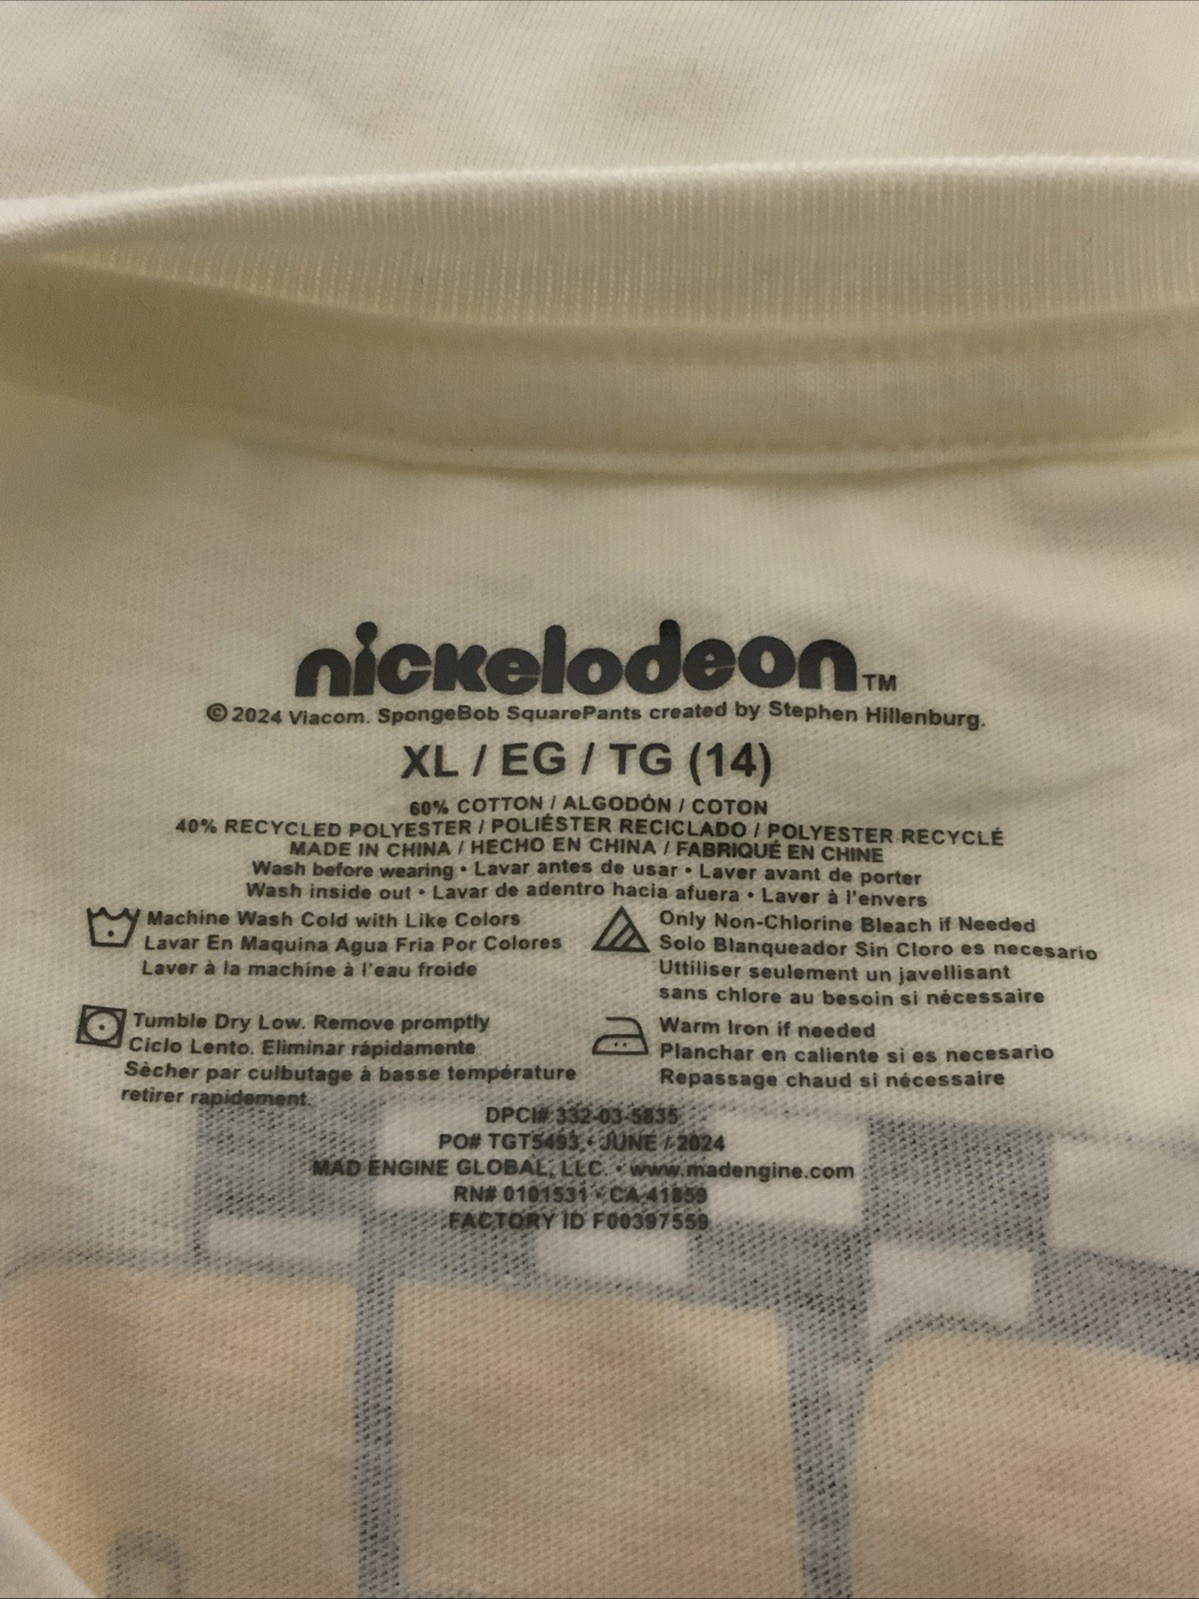 nickelodeon™
©2024 Viacom. SpongeBob SquarePants created by Stephen Hillenburg.
XL / EG / TG (14)
60% COTTON / ALGODÓN / COTON
40% RECYCLED POLYESTER / POLIÉSTER RECICLADO / POLYESTER RECYCLÉ
MADE IN CHINA / HECHO EN CHINA / FABRIQUÉ EN CHINE
Wash before wearing • Lavar antes de usar • Laver avant de porter
Wash inside out • Lavar de adentro hacia afuera • Laver à l'envers
Machine Wash Cold with Like Colors
Lavar En Maquina Agua Fria Por Colores
Laver à la machine à l'eau froide
Only Non-Chlorine Bleach if Needed
Solo Blanqueador Sin Cloro es necesario
Uttiliser seulement un javellisant
sans chlore au besoin si nécessaire
Tumble Dry Low. Remove promptly
Ciclo Lento. Eliminar rápidamente
Sècher par culbutage à basse température
retirer rapidement.
Warm Iron if needed
Planchar en caliente si es necesario
Repassage chaud si nécessaire
DPCI# 332-03-5835
PO# TGT5493 • JUNE / 2024
MAD ENGINE GLOBAL, LLC. • www.madengine.com
RN# 0101531 • CA 41859
FACTORY ID F00397559